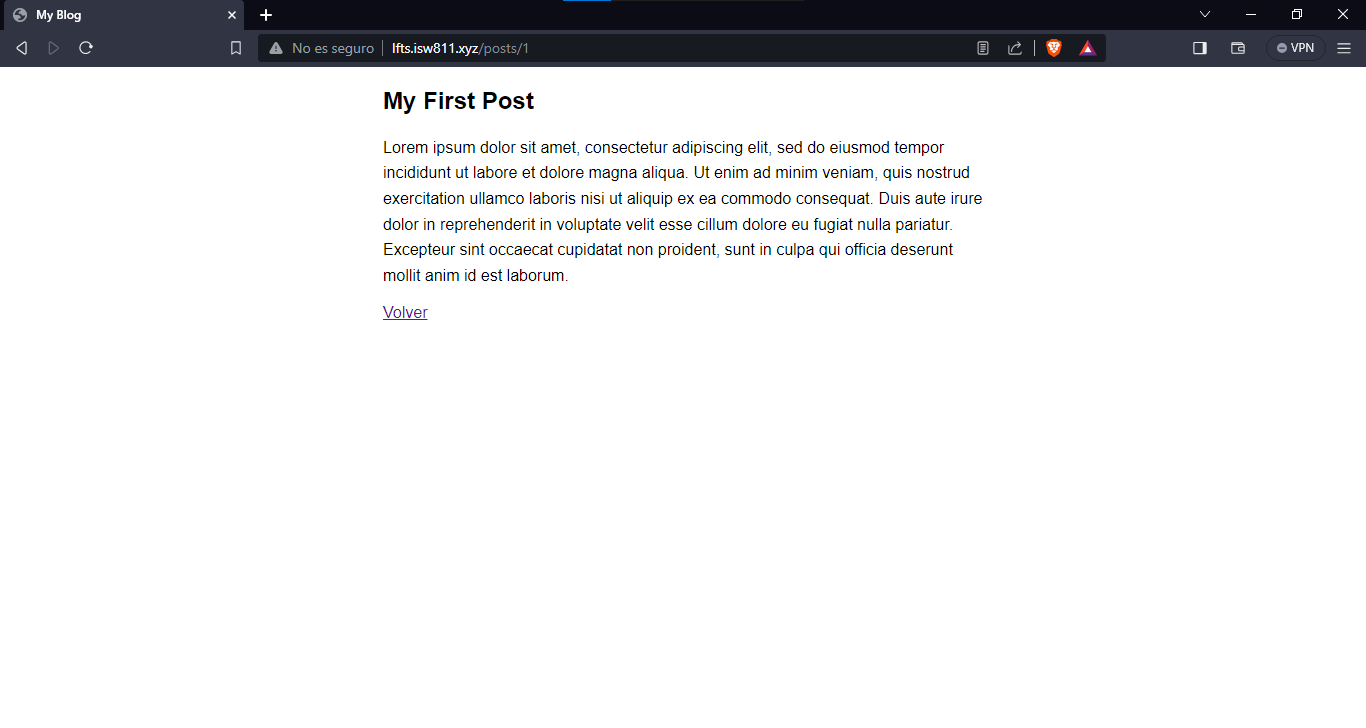 My Blog
No es seguro lfts.isw811.xyz/posts/1
VPN
My First Post
Lorem ipsum dolor sit amet, consectetur adipiscing elit, sed do eiusmod tempor
incididunt ut labore et dolore magna aliqua. Ut enim ad minim veniam, quis nostrud
exercitation ullamco laboris nisi ut aliquip ex ea commodo consequat. Duis aute irure
dolor in reprehenderit in voluptate velit esse cillum dolore eu fugiat nulla pariatur.
Excepteur sint occaecat cupidatat non proident, sunt in culpa qui officia deserunt
mollit anim id est laborum.
Volver